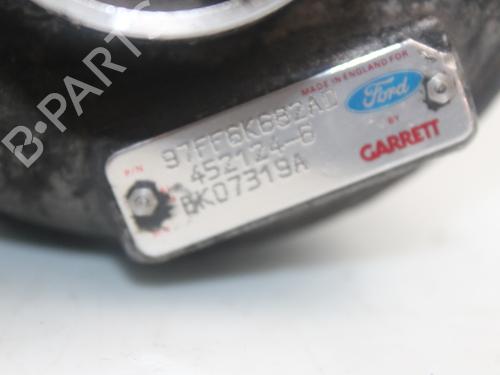 B-PARTS
MADE IN ENGLAND FOR
Ford
BY
GARRETT
P/N 97FF6K682AD
452124-6
BK07319A